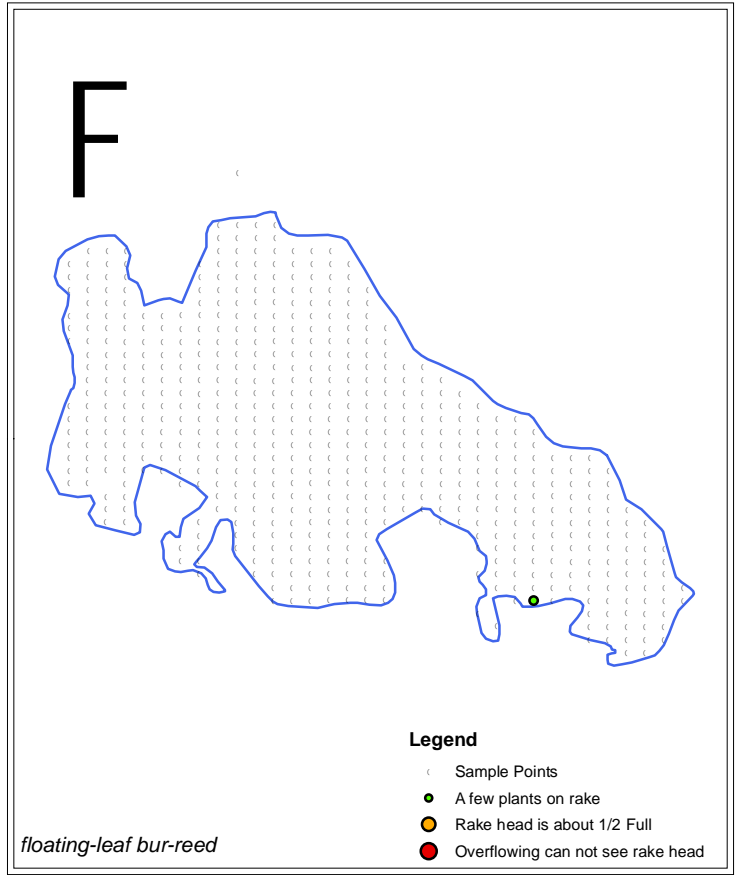 F
Legend
Sample Points
A few plants on rake
Rake head is about 1/2 Full
Overflowing can not see rake head
floating-leaf bur-reed